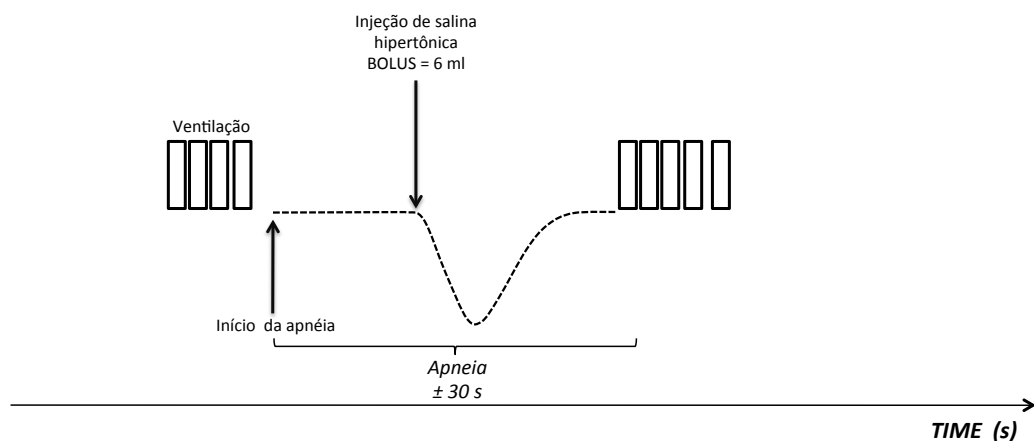 Injeção de salina
hipertônica
BOLUS = 6 ml
Ventilação
Início da apnéia
Apneia
± 30 s
TIME (s)